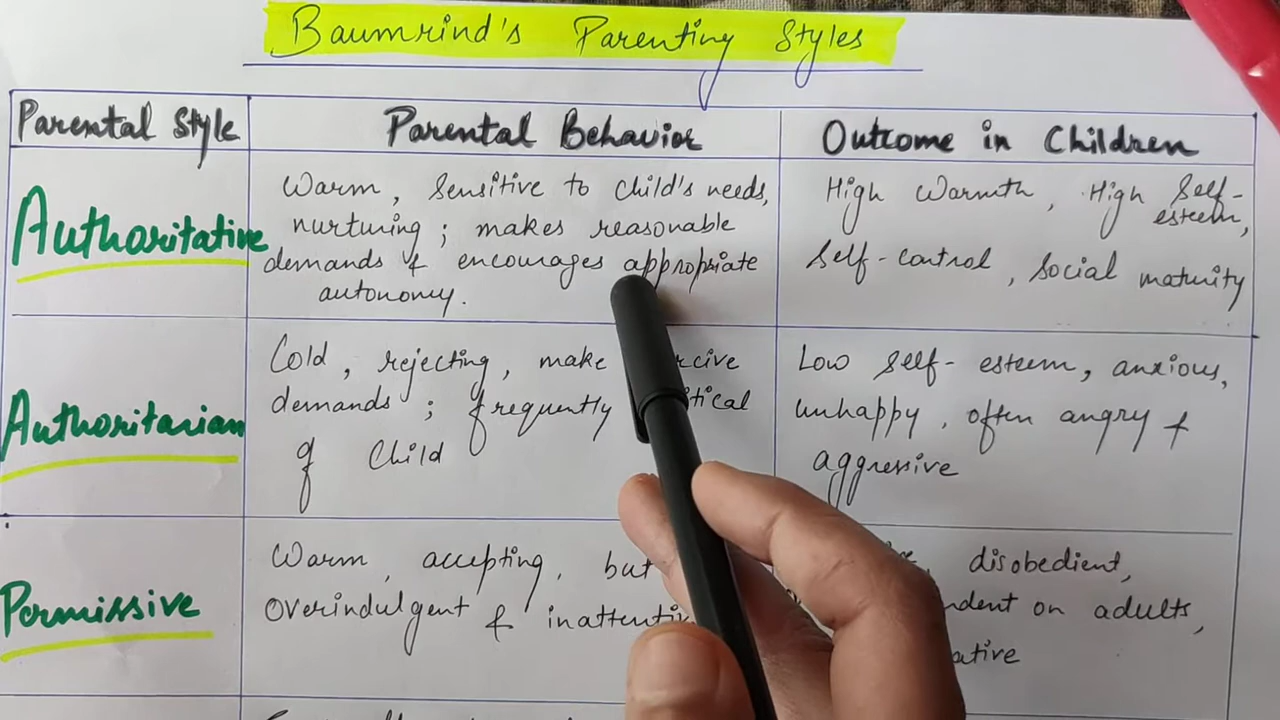 Baumrind's Parenting Styles
Parental Style
Parental Behavior
Outcome in Children
Authoritative
Warm, Sensitive to child's needs,
nurturing; makes reasonable
demands & encourages appropriate
autonomy.
High Warmth, High Self-
esteem,
Self-control, Social maturity
Authoritarian
Cold, rejecting, make
demands; frequently
of Child
Low Self-esteem, anxious,
unhappy, often angry &
aggressive
Permissive
Warm, accepting, but
Overindulgent &
disobedient,
on adults,